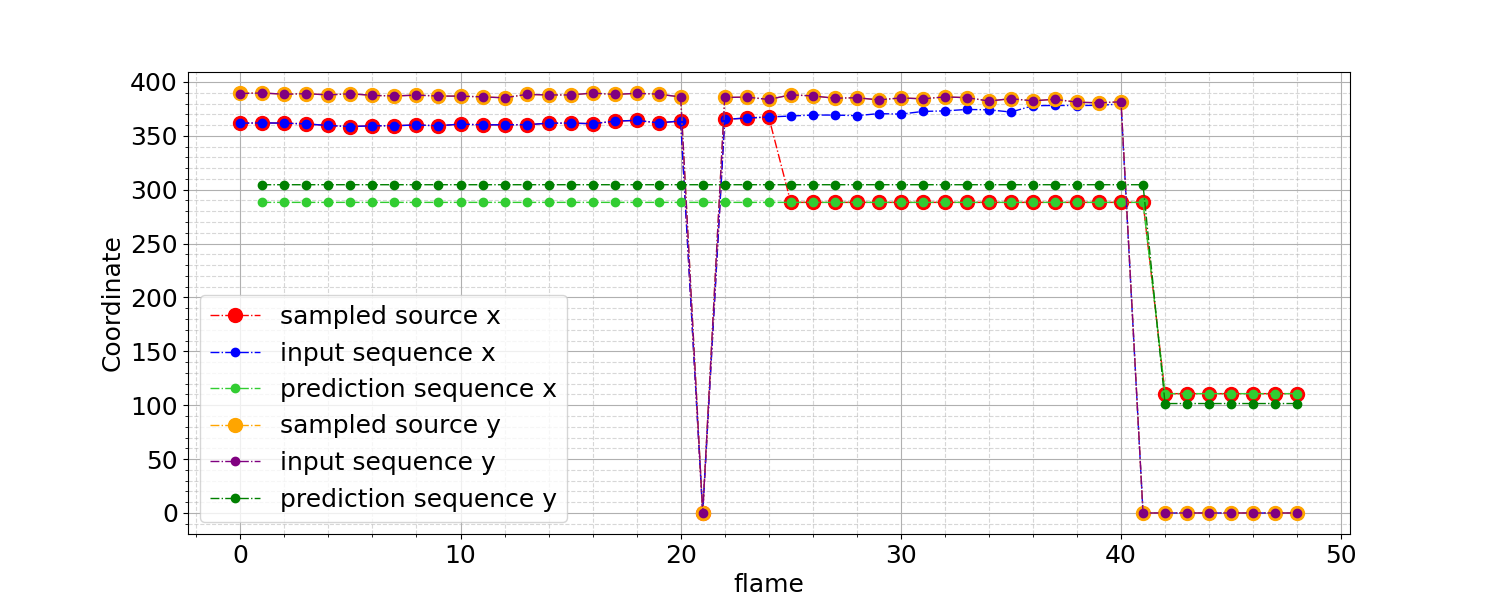 400
350
300
250
200
150
100
50
0
Coordinate
sampled source x
input sequence x
prediction sequence x
sampled source y
input sequence y
prediction sequence y
0 10 20 30 40 50
flame